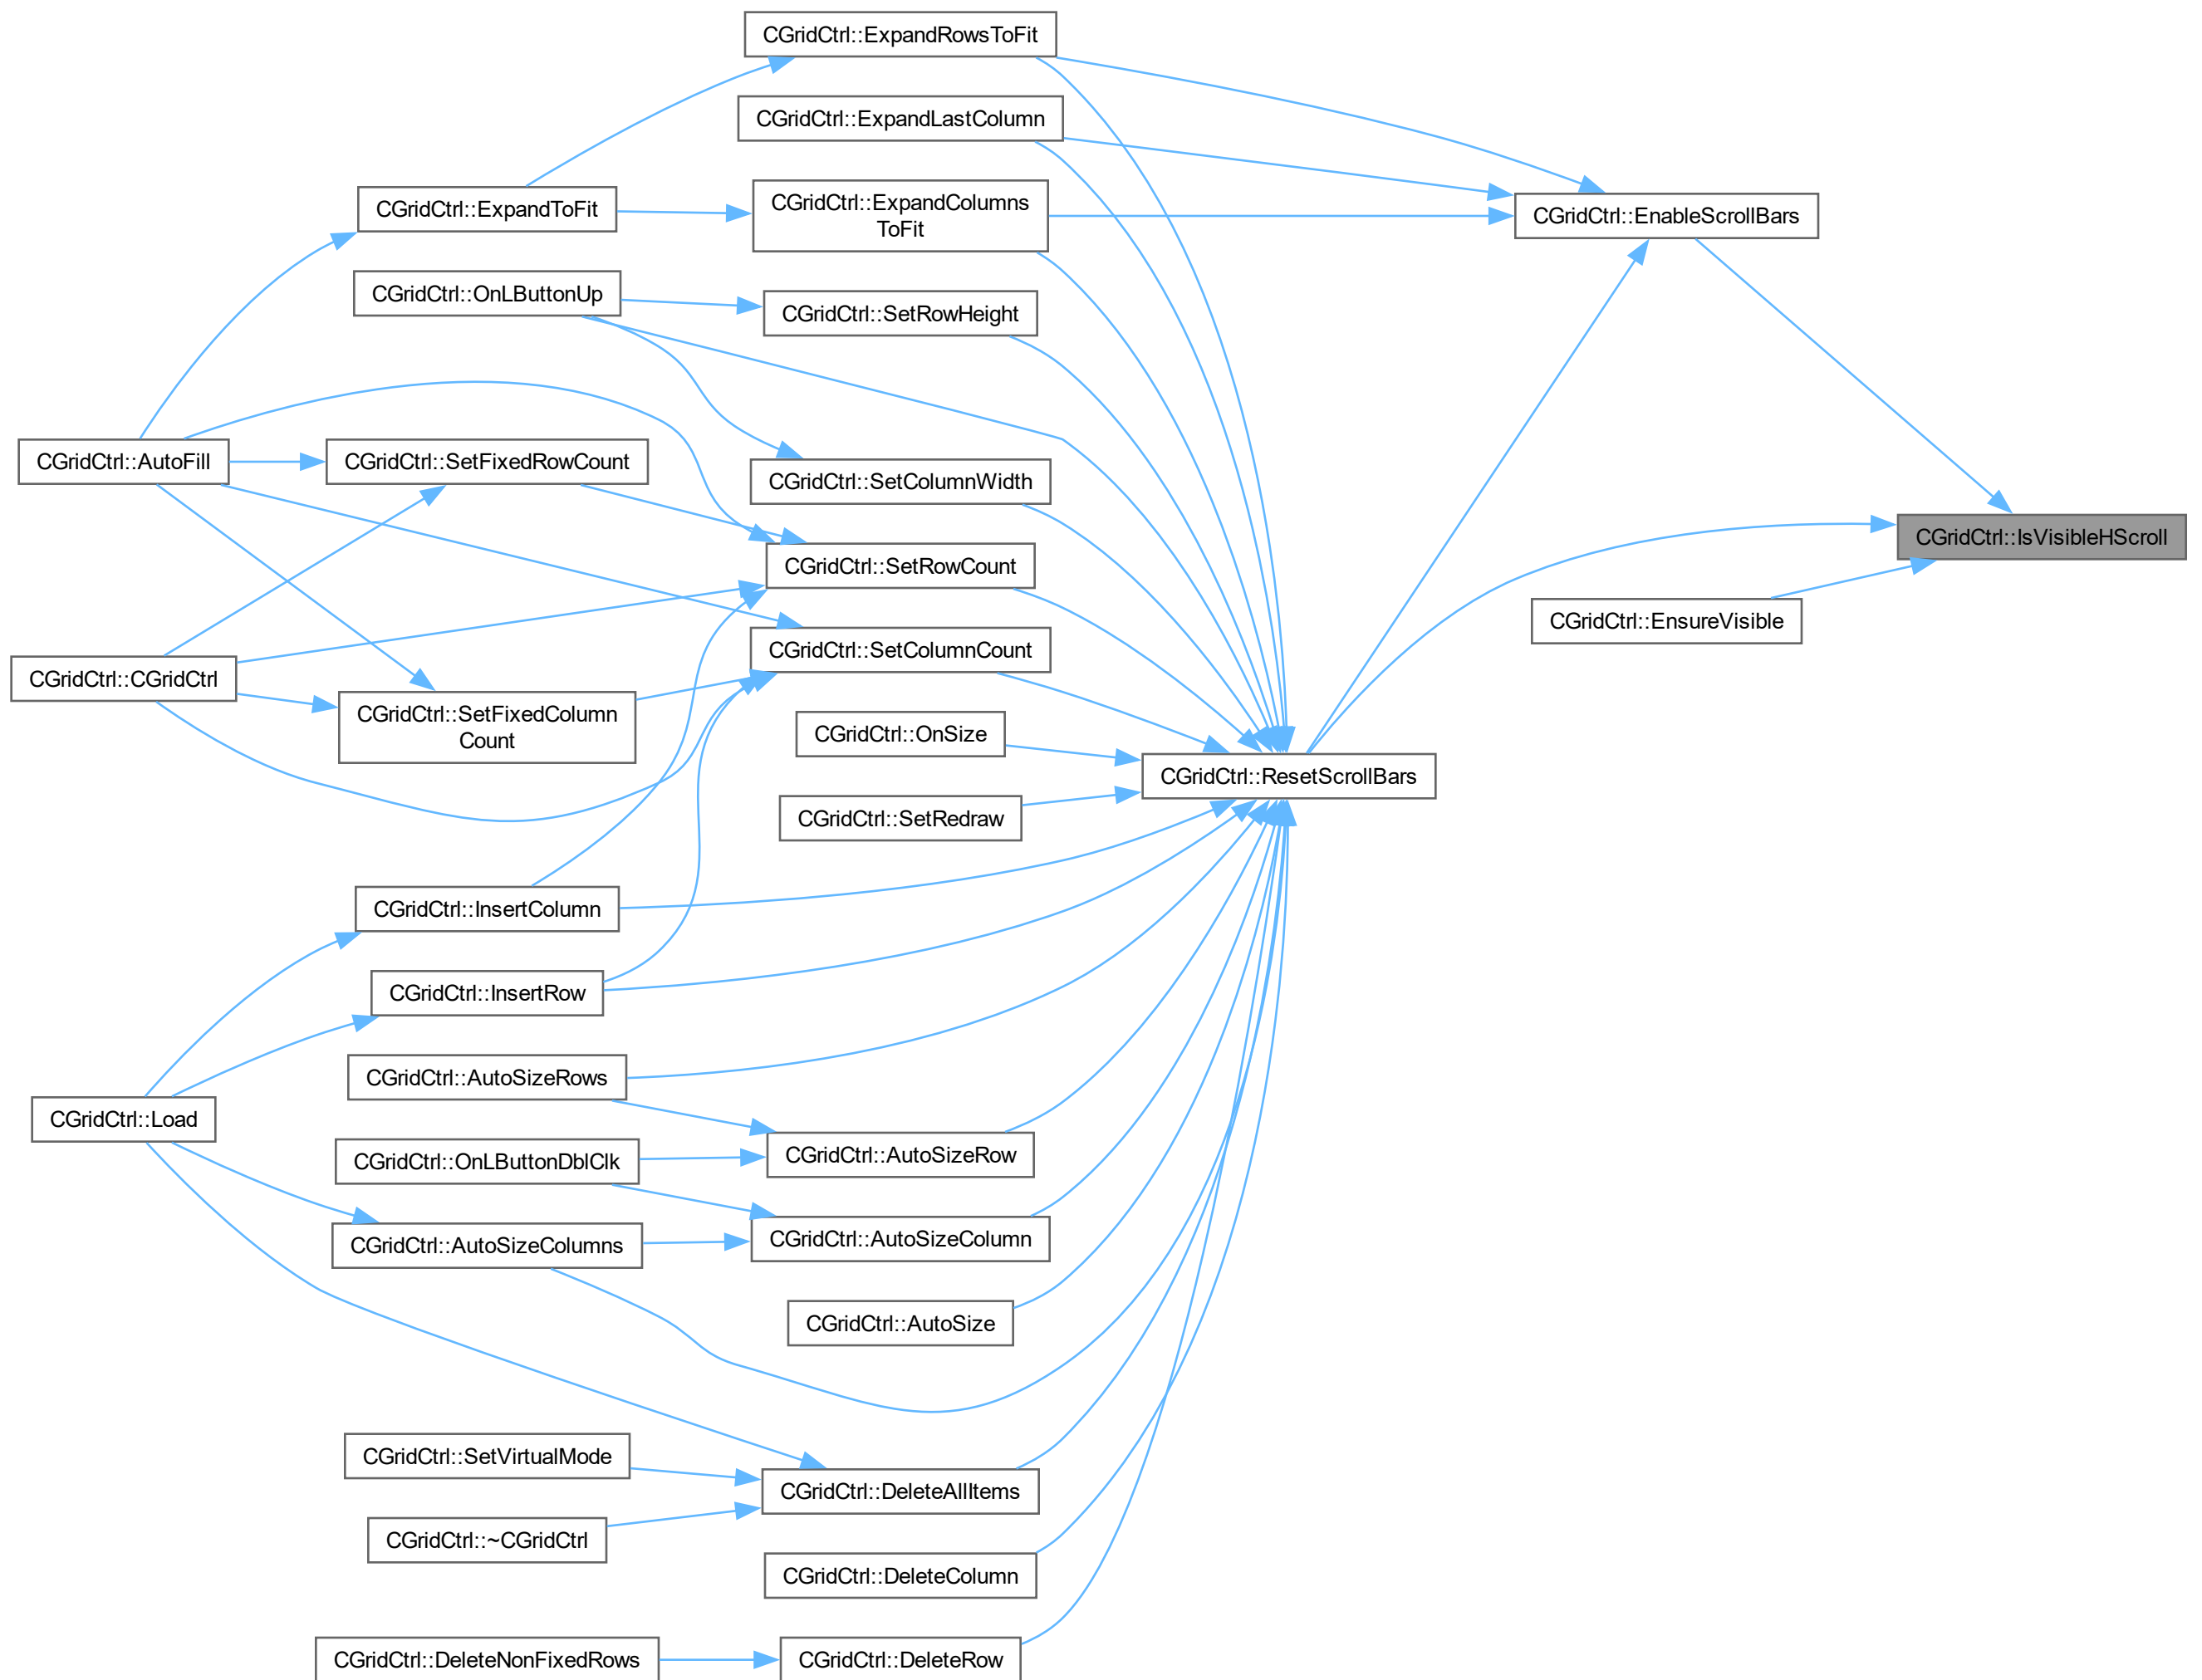 CGridCtrl::ExpandRowsToFit
CGridCtrl::ExpandLastColumn
CGridCtrl::ExpandToFit
CGridCtrl::ExpandColumns
ToFit
CGridCtrl::EnableScrollBars
CGridCtrl::OnLButtonUp
CGridCtrl::SetRowHeight
CGridCtrl::AutoFill
CGridCtrl::SetFixedRowCount
CGridCtrl::SetColumnWidth
CGridCtrl::IsVisibleHScroll
CGridCtrl::SetRowCount
CGridCtrl::EnsureVisible
CGridCtrl::SetColumnCount
CGridCtrl::CGridCtrl
CGridCtrl::SetFixedColumn
Count
CGridCtrl::OnSize
CGridCtrl::ResetScrollBars
CGridCtrl::SetRedraw
CGridCtrl::InsertColumn
CGridCtrl::InsertRow
CGridCtrl::AutoSizeRows
CGridCtrl::Load
CGridCtrl::AutoSizeRow
CGridCtrl::OnLButtonDblClk
CGridCtrl::AutoSizeColumn
CGridCtrl::AutoSizeColumns
CGridCtrl::AutoSize
CGridCtrl::SetVirtualMode
CGridCtrl::DeleteAllItems
CGridCtrl::~CGridCtrl
CGridCtrl::DeleteColumn
CGridCtrl::DeleteNonFixedRows
CGridCtrl::DeleteRow